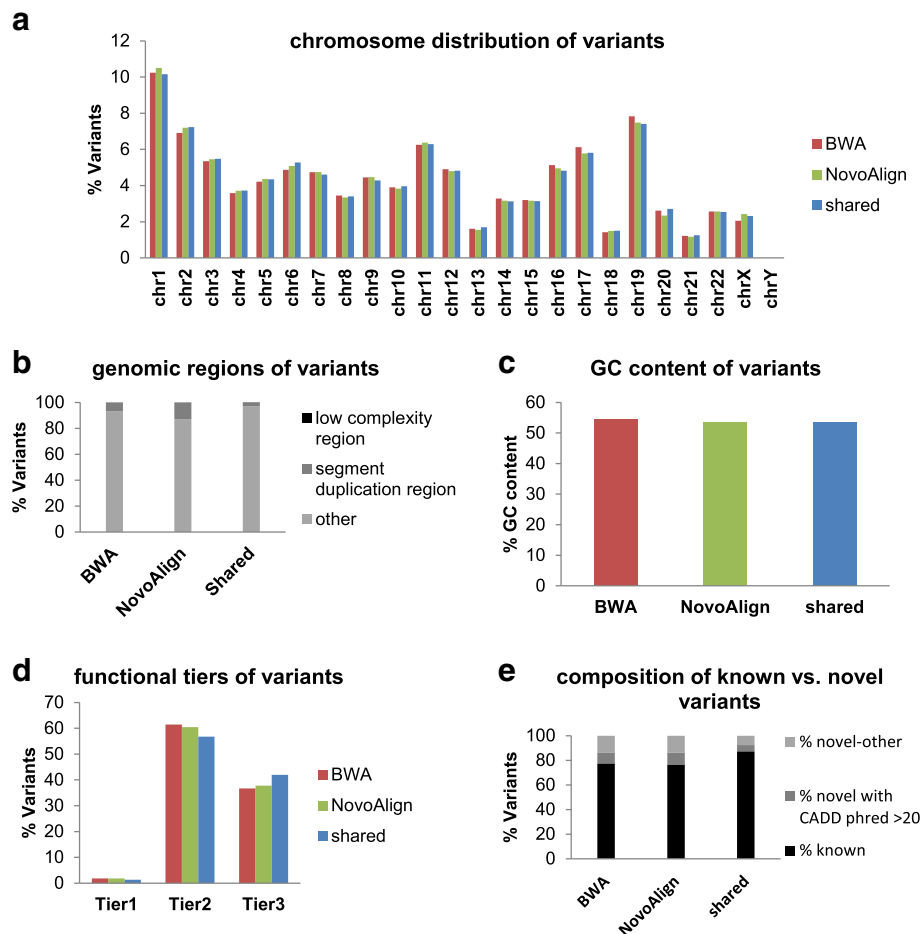 a
chromosome distribution of variants
% Variants
12
10
8
6
4
2
0
chr1
chr2
chr3
chr4
chr5
chr6
chr7
chr8
chr9
chr10
chr11
chr12
chr13
chr14
chr15
chr16
chr17
chr18
chr19
chr20
chr21
chr22
chrX
chrY
BWA
NovoAlign
shared
b
genomic regions of variants
% Variants
100
80
60
40
20
0
BWA
NovoAlign
Shared
low complexity
region
segment
duplication region
other
c
GC content of variants
% GC content
60
50
40
30
20
10
0
BWA
NovoAlign
shared
d
functional tiers of variants
% Variants
70
60
50
40
30
20
10
0
Tier1
Tier2
Tier3
BWA
NovoAlign
shared
e
composition of known vs. novel
variants
% Variants
100
80
60
40
20
0
BWA
NovoAlign
shared
% novel-other
% novel with
CADD phred >20
% known